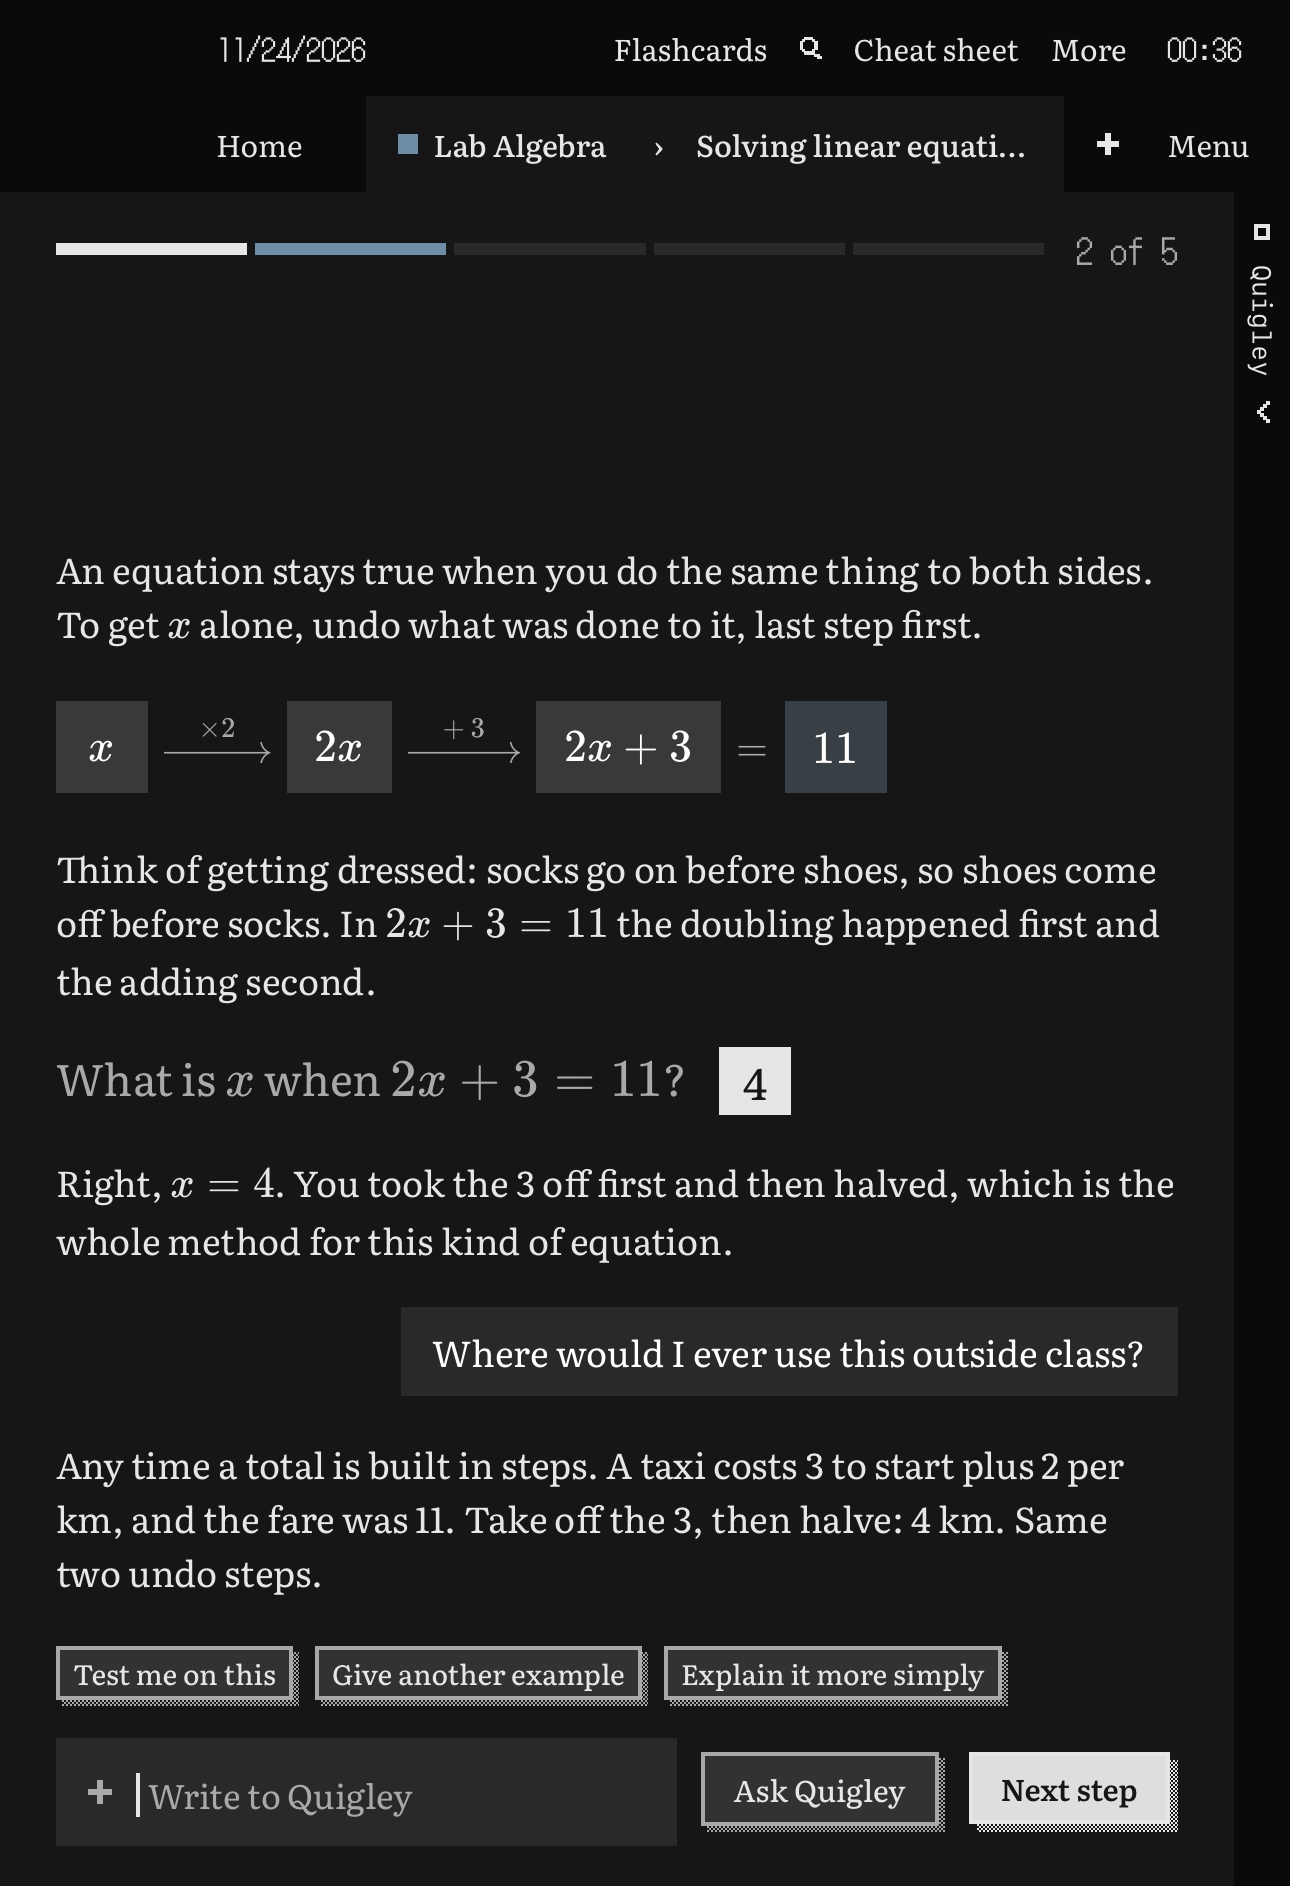 11/24/2026 Flashcards Cheat sheet More 00:36
Home Lab Algebra › Solving linear equati… + Menu
2 of 5
Quigley
An equation stays true when you do the same thing to both sides.
To get x alone, undo what was done to it, last step first.
×2 + 3
x 2x 2x + 3 = 11
Think of getting dressed: socks go on before shoes, so shoes come
off before socks. In 2x + 3 = 11 the doubling happened first and
the adding second.
What is x when 2x + 3 = 11? 4
Right, x = 4. You took the 3 off first and then halved, which is the
whole method for this kind of equation.
Where would I ever use this outside class?
Any time a total is built in steps. A taxi costs 3 to start plus 2 per
km, and the fare was 11. Take off the 3, then halve: 4 km. Same
two undo steps.
Test me on this Give another example Explain it more simply
+ Write to Quigley Ask Quigley Next step